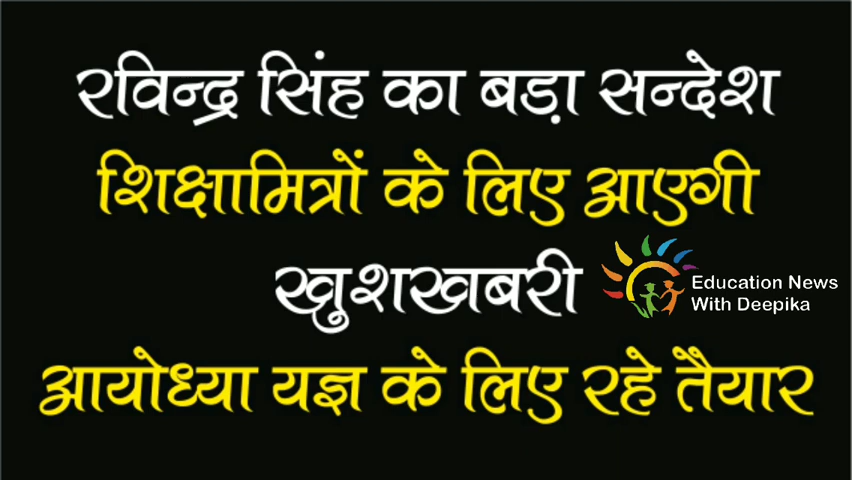 रविन्द्र सिंह का बड़ा सन्देश
शिक्षामित्रों के लिए आएगी
खुशखबरी
Education News
With Deepika
आयोध्या यज्ञ के लिए रहे तैयार